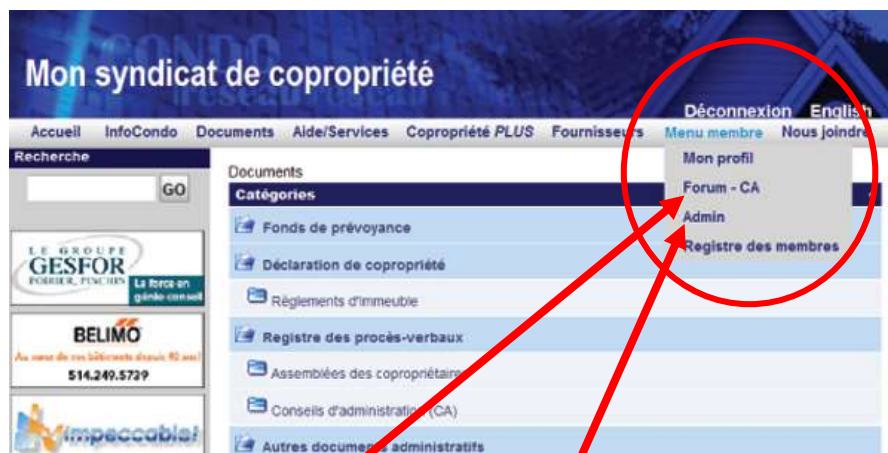 Mon syndicat de copropriété
Déconnexion English
Accueil InfoCondo Documents Aide/Services Copropriété PLUS Fournisseurs Menu membre Nous joindre
Recherche
GO
Mon profil
Forum - CA
Admin
Registre des membres
Documents
Catégories
Fonds de prévoyance
Déclaration de copropriété
Règlements d'immeuble
Registre des procès-verbaux
Assemblées des copropriétaires
Conseils d'administration (CA)
Autres documents administratifs
LE GROUPE
GESFOR
POIRIER, PINCHIN
La force en
génie-conseil
BELIMO
514.249.5729
impeccable!